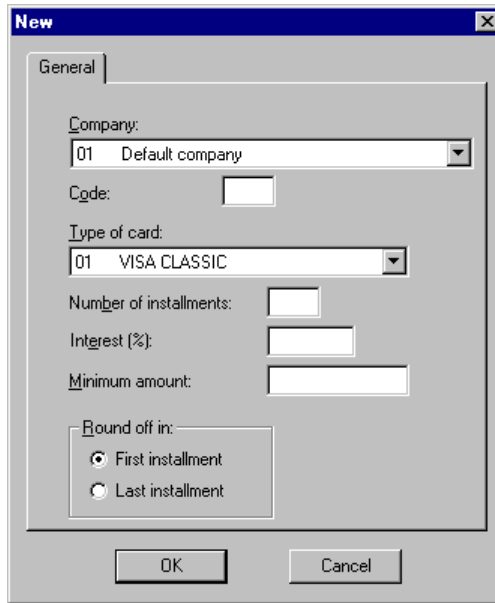 New
General
Company:
01 Default company
Code:
Type of card:
01 VISA CLASSIC
Number of installments:
Interest (%):
Minimum amount:
Round off in:
First installment
Last installment
OK Cancel